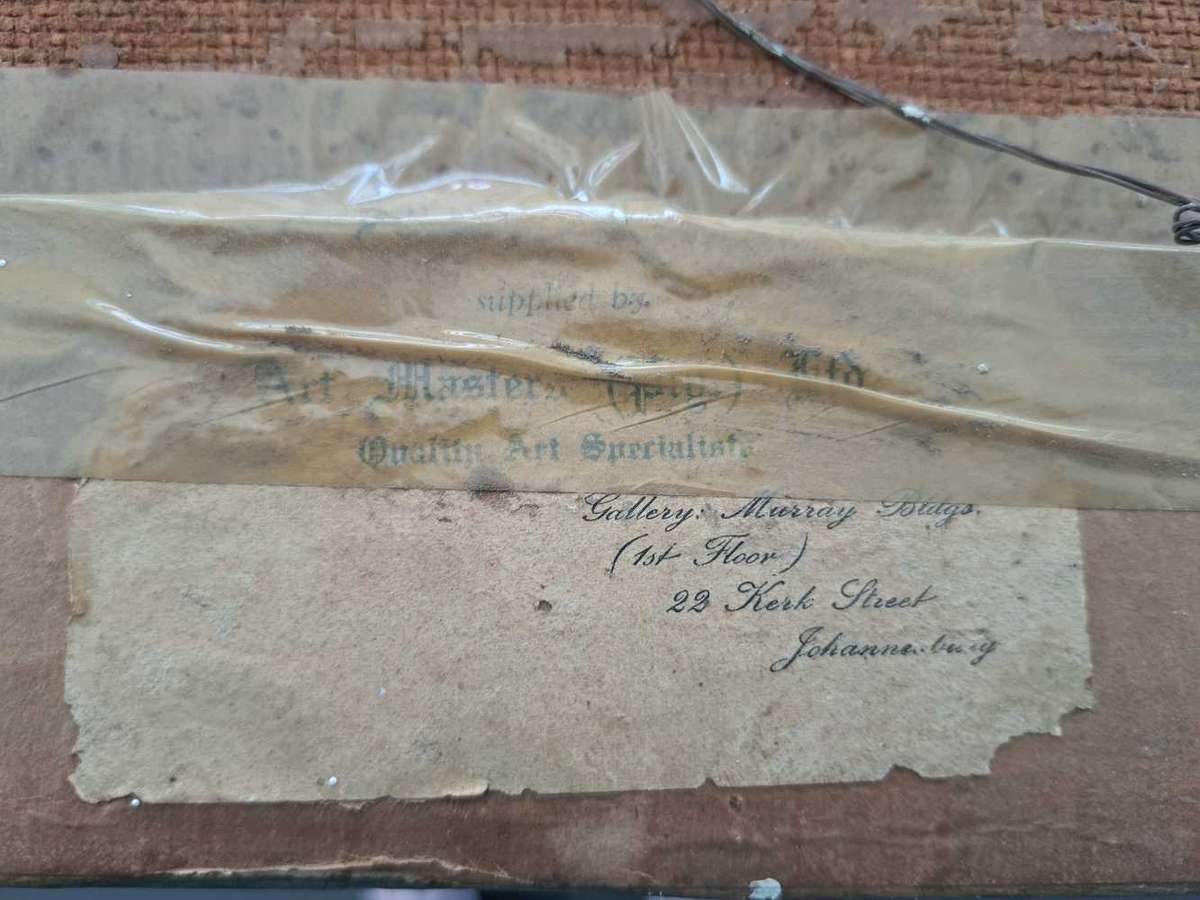 supplied by.
Art Masters (pty.) Ltd
Quality Art Specialists
Gallery: Murray Bldgs.
(1st Floor)
22 Kerk Street
Johannesburg